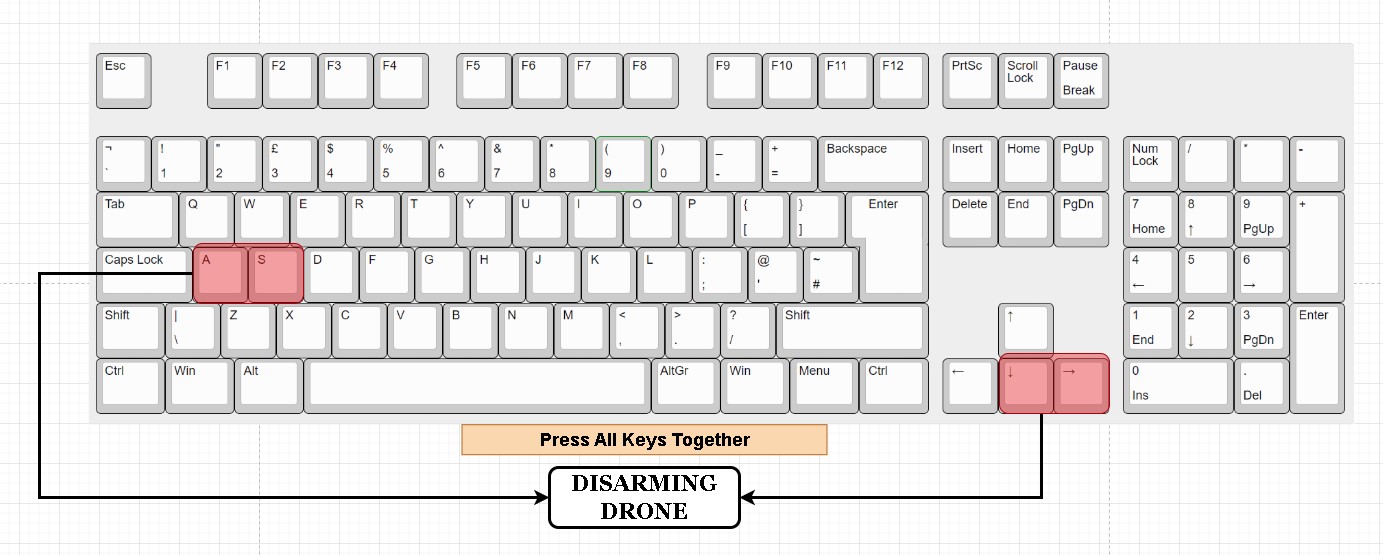 Esc F1 F2 F3 F4 F5 F6 F7 F8 F9 F10 F11 F12 PrtSc Scroll Pause
Lock Break
¬ ! " £ $ % ^ & * ( ) _ + Backspace Insert Home PgUp Num / * -
` 1 2 3 4 5 6 7 8 9 0 - = Lock
Tab Q W E R T Y U I O P { } Enter Delete End PgDn 7 8 9 +
[ ] Home ↑ PgUp
Caps Lock A S D F G H J K L : @ ~ 4 5 6
; ' # ← →
Shift | Z X C V B N M < > ? Shift ↑ 1 2 3 Enter
\ , . / End ↓ PgDn
Ctrl Win Alt AltGr Win Menu Ctrl ← ↓ → 0 .
Ins Del
Press All Keys Together
DISARMING
DRONE